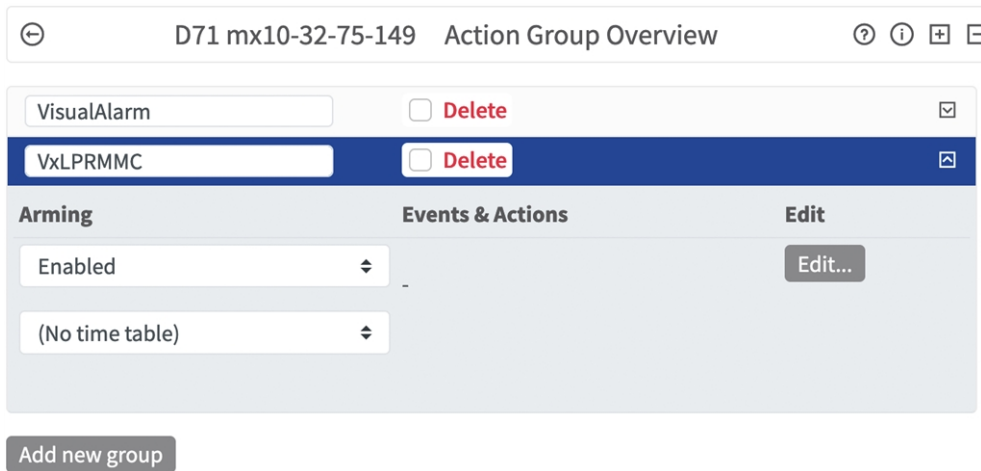 D71 mx10-32-75-149 Action Group Overview
VisualAlarm Delete
VxLPRMMC Delete
Arming Events & Actions Edit
Enabled - Edit...
(No time table)
Add new group